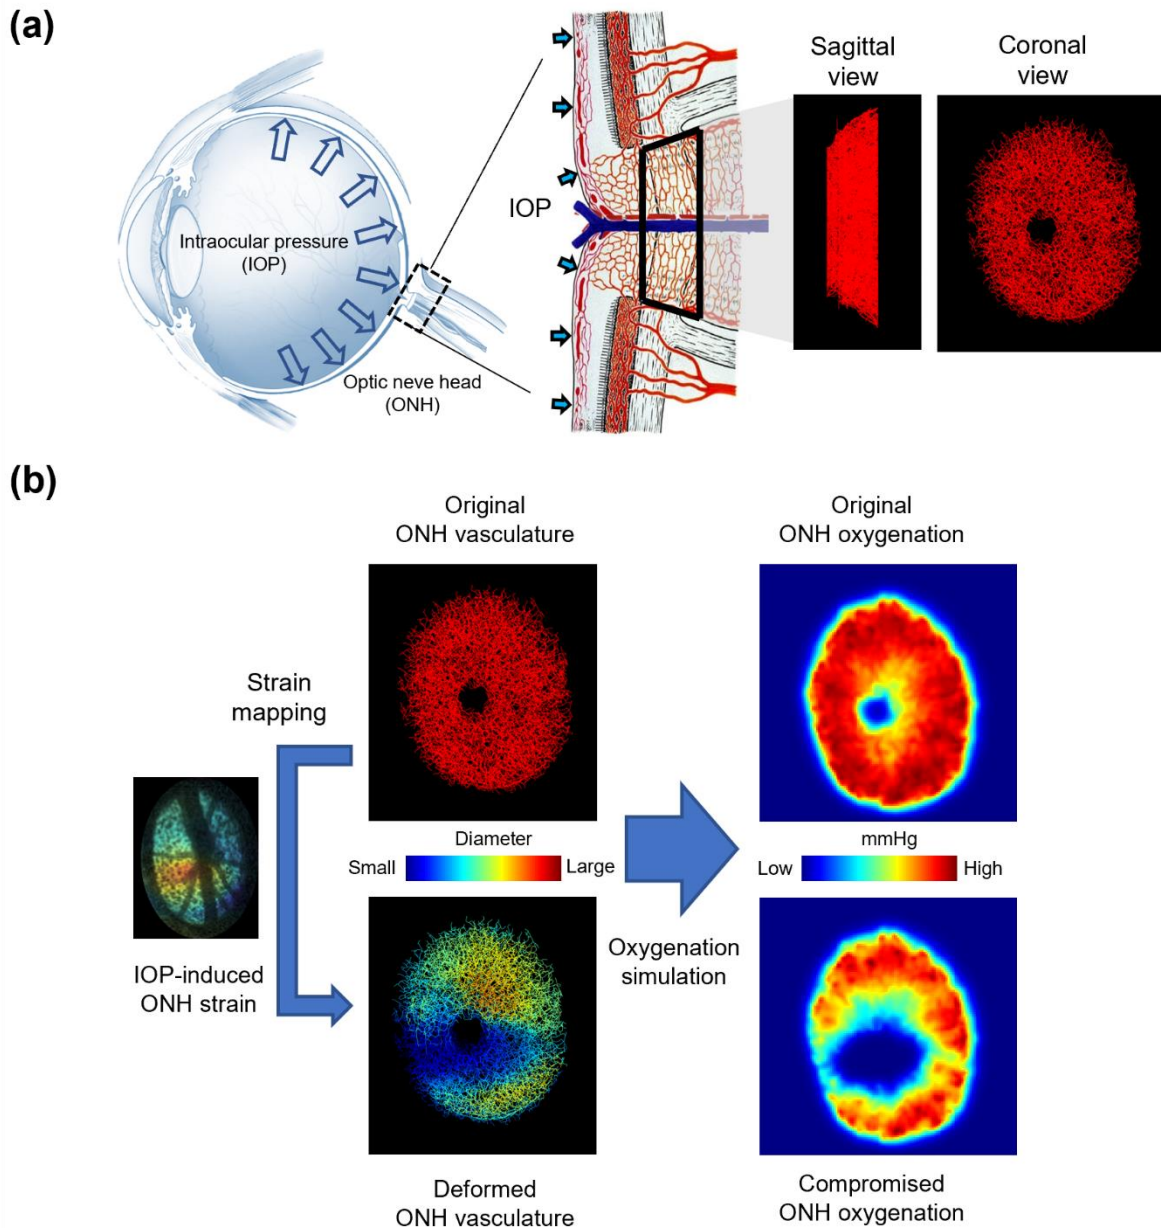 (a)
Sagittal
view
Coronal
view
IOP
Intraocular pressure
(IOP)
Optic neve head
(ONH)
(b)
Original
ONH vasculature
Original
ONH oxygenation
Strain
mapping
Diameter
Small
Large
mmHg
Low
High
IOP-induced
ONH strain
Oxygenation
simulation
Deformed
ONH vasculature
Compromised
ONH oxygenation